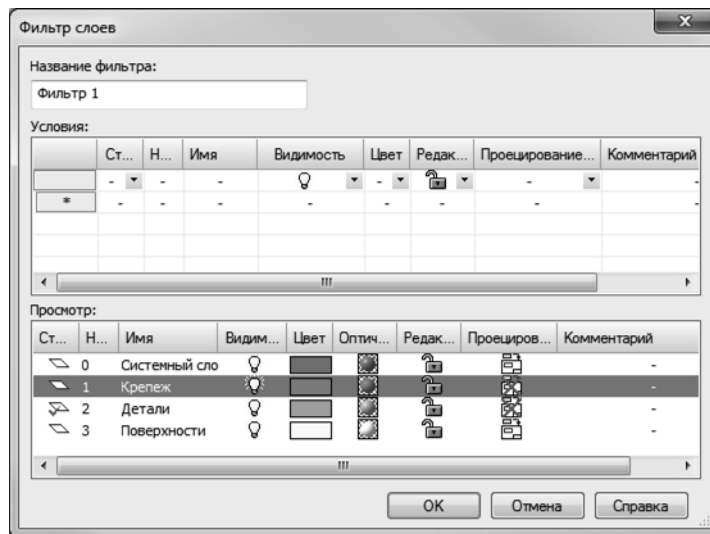 Фильтр слоев
Название фильтра:
Фильтр 1
Условия:
Ст... Н... Имя Видимость Цвет Редак... Проецирование... Комментарий
- - - - - -
* - - - - - - -
Просмотр:
Ст... Н... Имя Видим... Цвет Оптич... Редак... Проециров... Комментарий
0 Системный сло -
1 Крепеж -
2 Детали -
3 Поверхности -
OK Отмена Справка